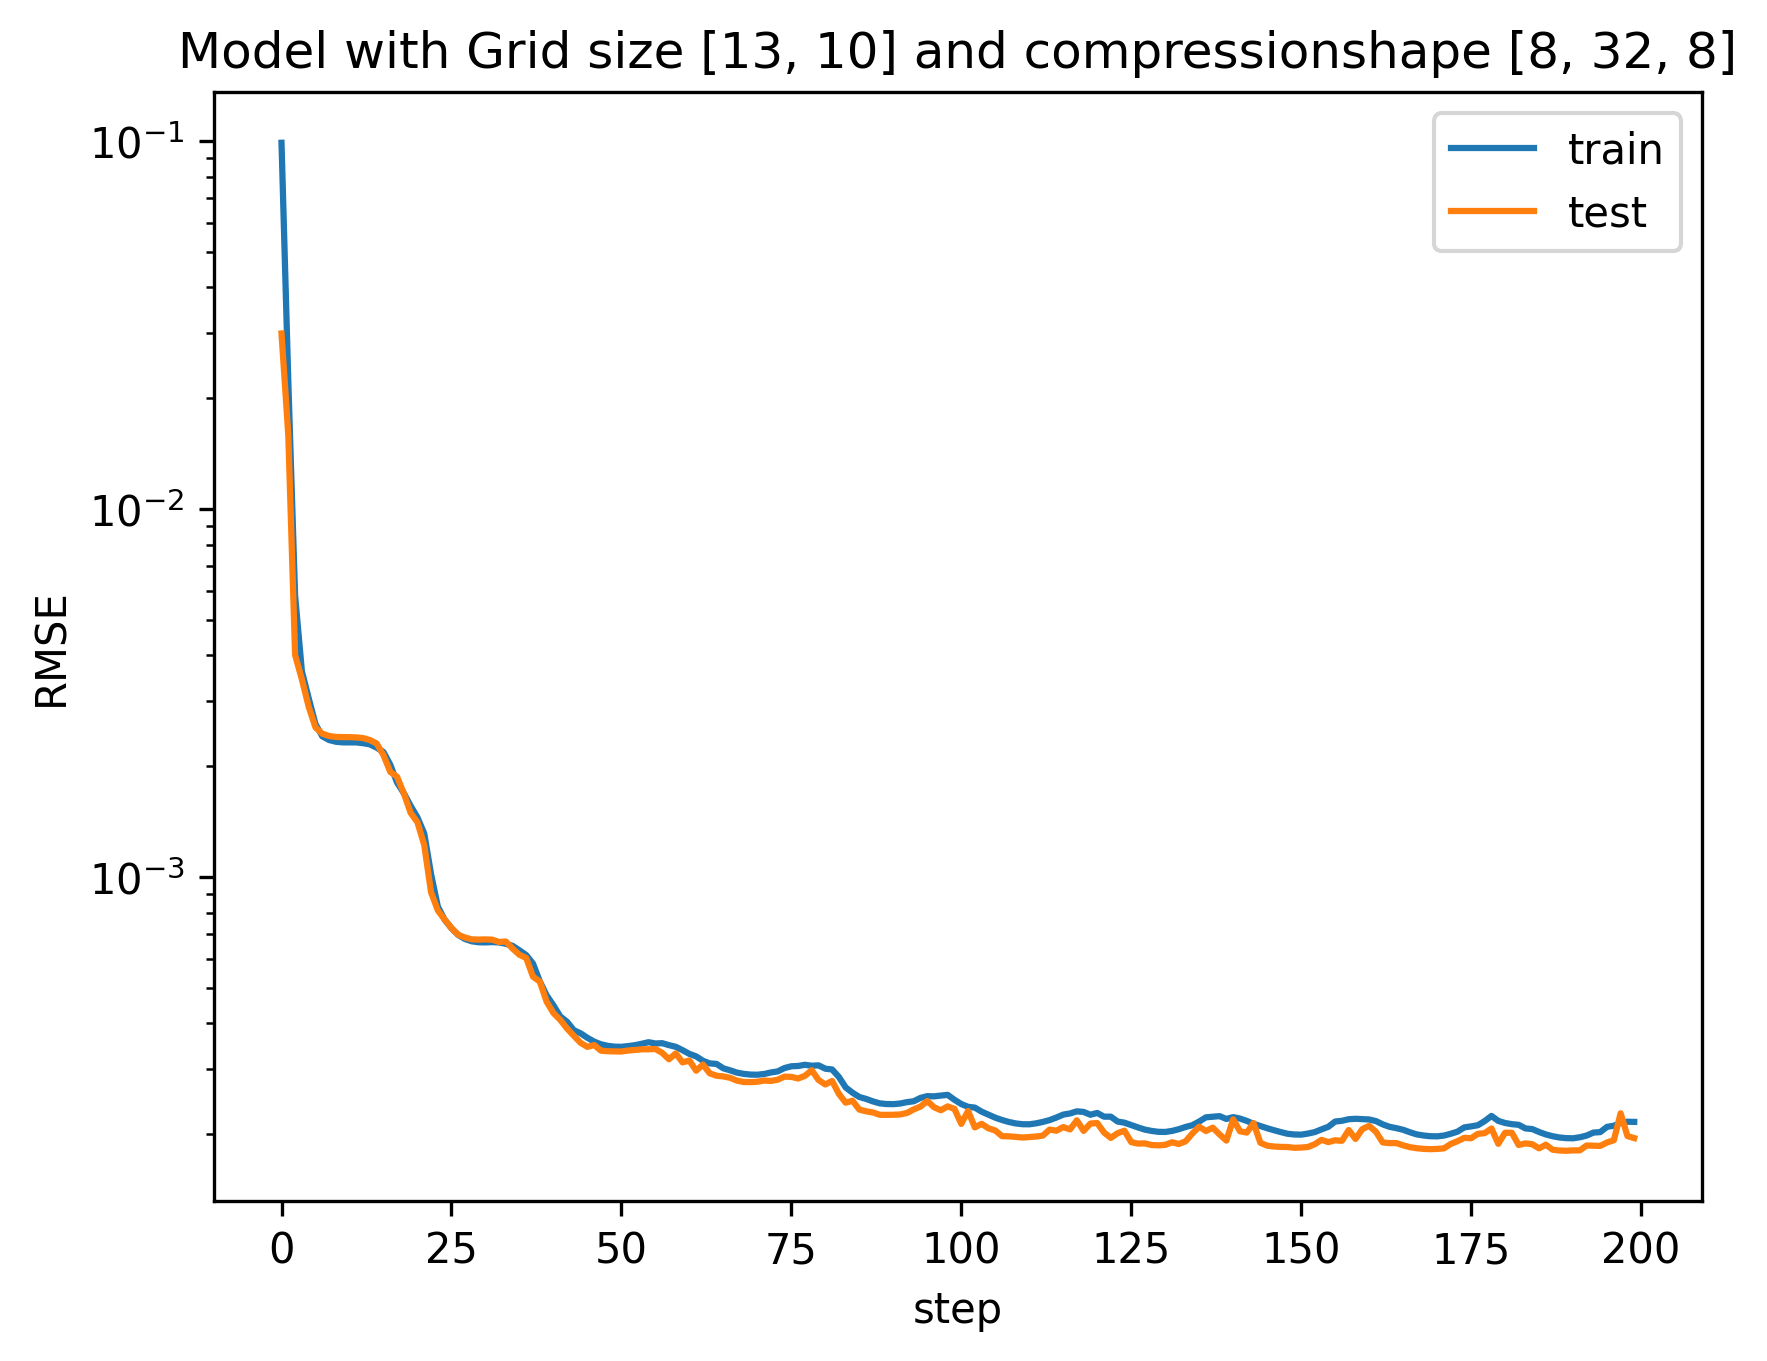 Model with Grid size [13, 10] and compressionshape [8, 32, 8]
train
test
10⁻¹
10⁻²
10⁻³
RMSE
0 25 50 75 100 125 150 175 200
step